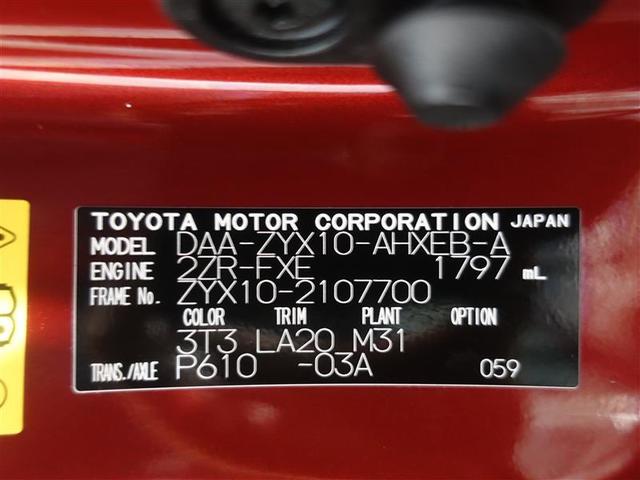 TOYOTA MOTOR CORPORATION JAPAN
MODEL DAA-ZYX10-AHXEB-A
ENGINE 2ZR-FXE 1797 mL
FRAME No. ZYX10-2107700
COLOR TRIM PLANT OPTION
3T3 LA20 M31
TRANS./AXLE P610 -03A 059